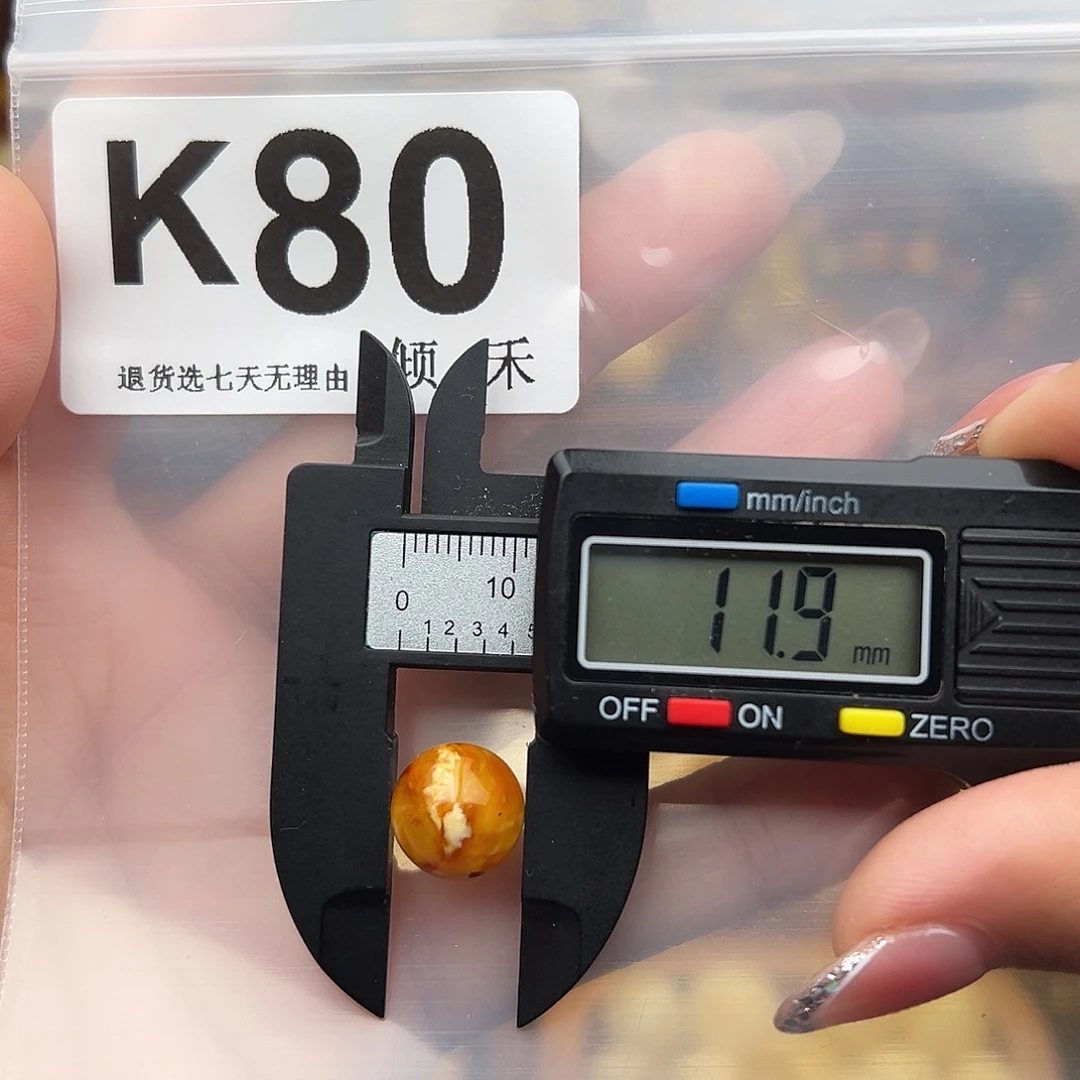 K80
退货选七天无理由 倾 禾
mm/inch
0 10
1 2 3 4 5
11.9 mm
OFF ON ZERO